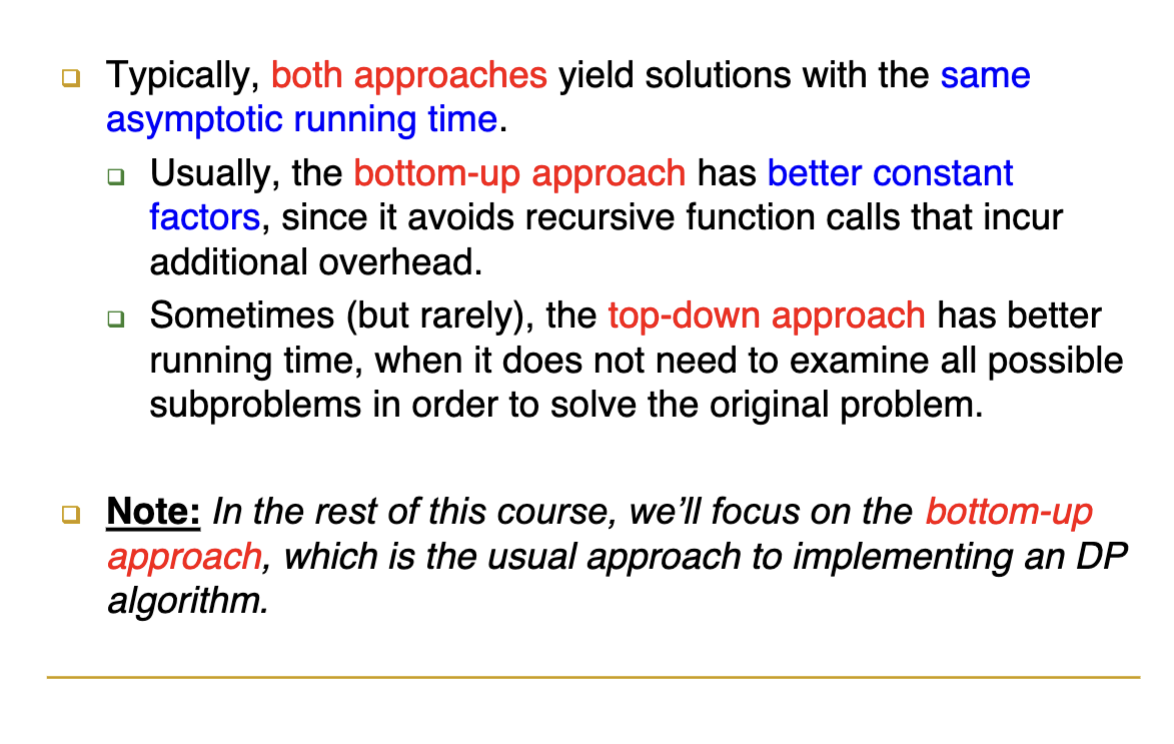 Typically, both approaches yield solutions with the same
asymptotic running time.
Usually, the bottom-up approach has better constant
factors, since it avoids recursive function calls that incur
additional overhead.
Sometimes (but rarely), the top-down approach has better
running time, when it does not need to examine all possible
subproblems in order to solve the original problem.
Note: In the rest of this course, we’ll focus on the bottom-up
approach, which is the usual approach to implementing an DP
algorithm.